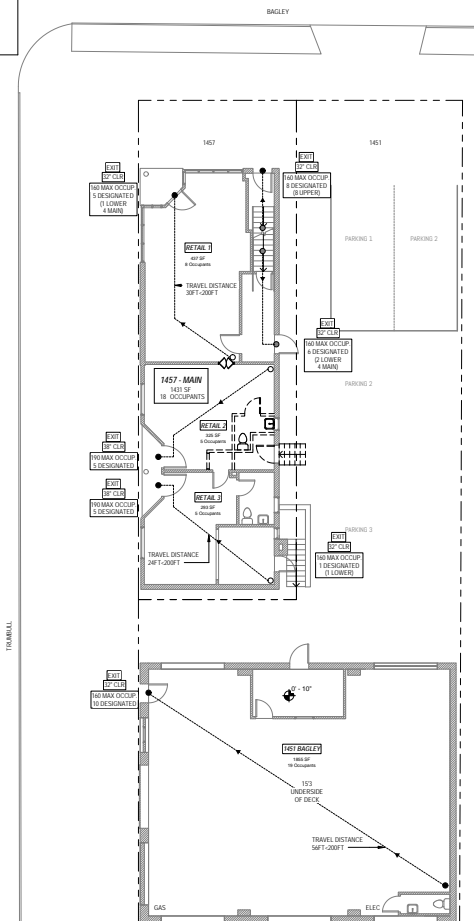 BAGLEY
1457
1451
EXIT
32" CLR
160 MAX OCCUP
5 DESIGNATED
(1 LOWER
4 MAIN)
EXIT
32" CLR
160 MAX OCCUP
8 DESIGNATED
(8 UPPER)
PARKING 1
PARKING 2
RETAIL 1
437 SF
8 Occupants
TRAVEL DISTANCE
30FT<200FT
EXIT
32" CLR
160 MAX OCCUP
6 DESIGNATED
(2 LOWER
4 MAIN)
1457 - MAIN
1431 SF
18 OCCUPANTS
PARKING 2
RETAIL 2
325 SF
5 Occupants
EXIT
38" CLR
190 MAX OCCUP
5 DESIGNATED
EXIT
38" CLR
190 MAX OCCUP
5 DESIGNATED
RETAIL 3
293 SF
5 Occupants
TRAVEL DISTANCE
24FT<200FT
PARKING 3
EXIT
32" CLR
160 MAX OCCUP
1 DESIGNATED
(1 LOWER)
TRUMBULL
EXIT
32" CLR
160 MAX OCCUP
10 DESIGNATED
0' - 10"
1451 BAGLEY
1865 SF
19 Occupants
15'3
UNDERSIDE
OF DECK
TRAVEL DISTANCE
56FT<200FT
GAS
ELEC